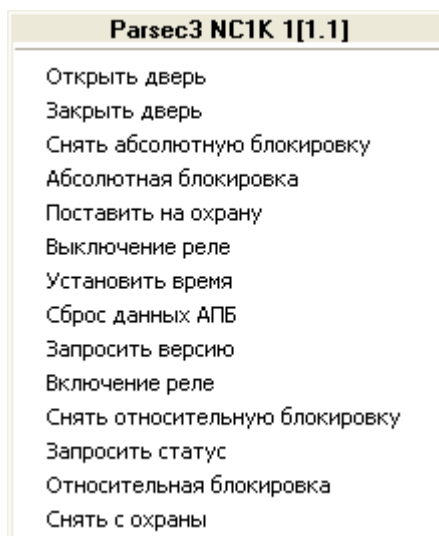 Parsec3 NC1K 1[1.1]
Открыть дверь
Закрыть дверь
Снять абсолютную блокировку
Абсолютная блокировка
Поставить на охрану
Выключение реле
Установить время
Сброс данных АПБ
Запросить версию
Включение реле
Снять относительную блокировку
Запросить статус
Относительная блокировка
Снять с охраны